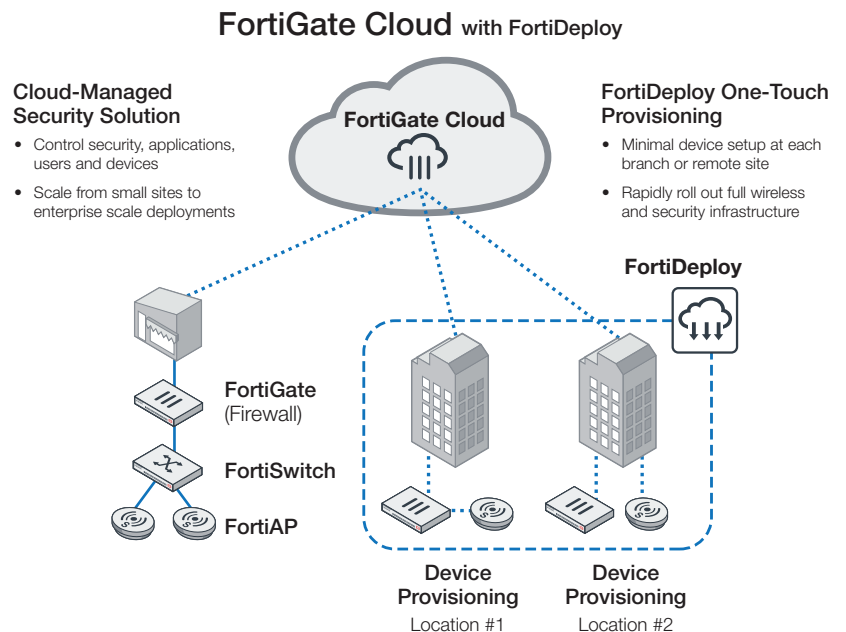 FortiGate Cloud with FortiDeploy
Cloud-Managed
Security Solution
• Control security, applications,
users and devices
• Scale from small sites to
enterprise scale deployments
FortiGate Cloud
FortiDeploy One-Touch
Provisioning
• Minimal device setup at each
branch or remote site
• Rapidly roll out full wireless
and security infrastructure
FortiDeploy
FortiGate
(Firewall)
FortiSwitch
S
S
FortiAP
S
S
Device
Provisioning
Location #1
Device
Provisioning
Location #2